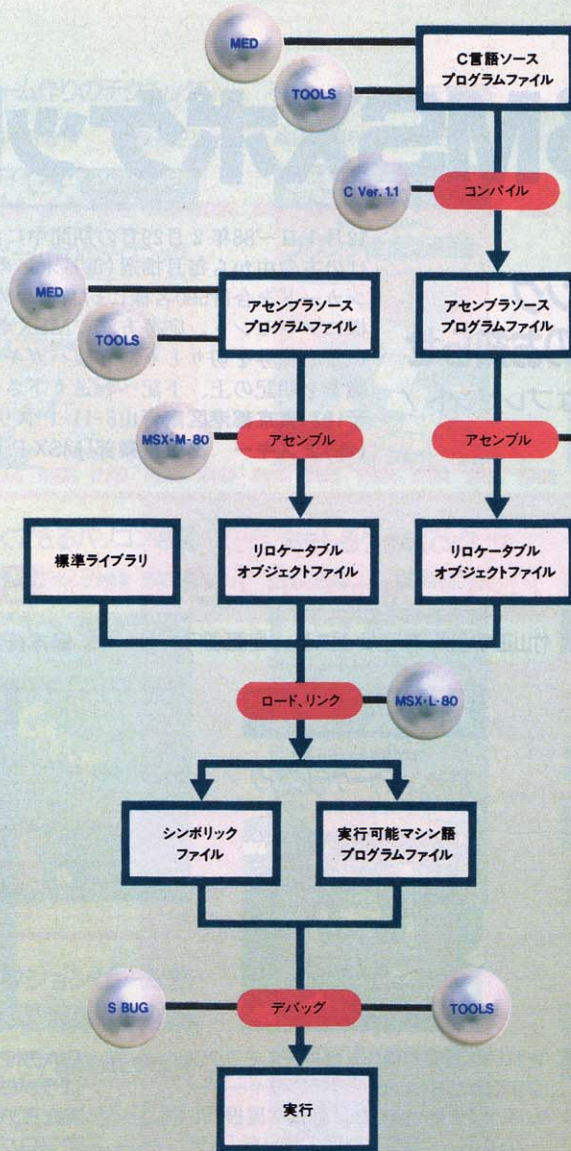 MED
TOOLS
C言語ソース
プログラムファイル
C Ver. 1.1
コンパイル
MED
TOOLS
アセンブラソース
プログラムファイル
アセンブラソース
プログラムファイル
MSX・M-80
アセンブル
アセンブル
標準ライブラリ
リロケータブル
オブジェクトファイル
リロケータブル
オブジェクトファイル
ロード、リンク
MSX・L-80
シンボリック
ファイル
実行可能マシン語
プログラムファイル
S BUG
デバッグ
TOOLS
実行